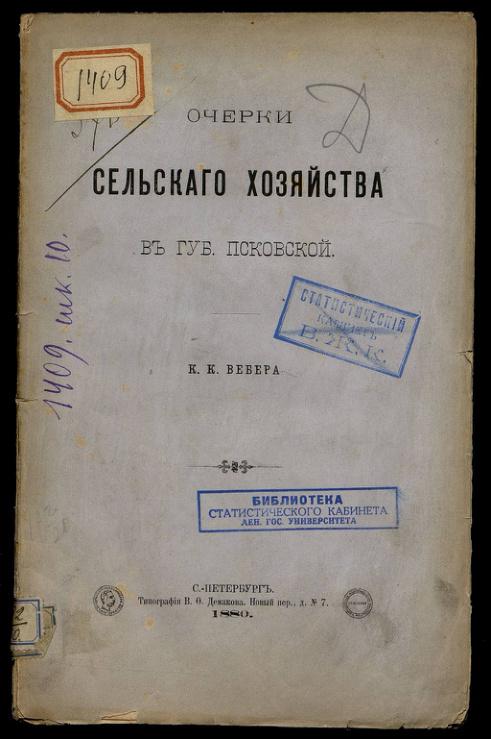 1409
ОЧЕРКИ
Д
СЕЛЬСКАГО ХОЗЯЙСТВА
ВЪ ГУБ. ПСКОВСКОЙ.
1409. шк. 10.
СТАТИСТИЧЕСКІЙ
КАБИНЕТЪ
В. Ж. К.
К. К. ВЕБЕРА
БИБЛИОТЕКА
СТАТИСТИЧЕСКОГО КАБИНЕТА
ЛЕН. ГОС. УНИВЕРСИТЕТА
С.-ПЕТЕРБУРГЪ.
Типографія В. Ѳ. Демакова. Новый пер., д. № 7.
1880.